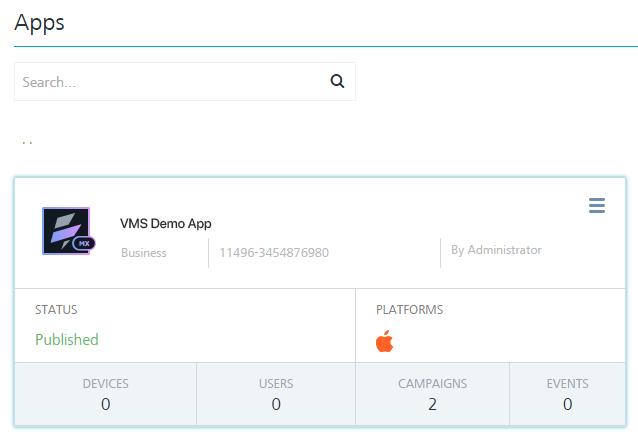 Apps
Search...
MX
VMS Demo App
Business 11496-3454876980 By Administrator
STATUS PLATFORMS
Published
DEVICES USERS CAMPAIGNS EVENTS
0 0 2 0